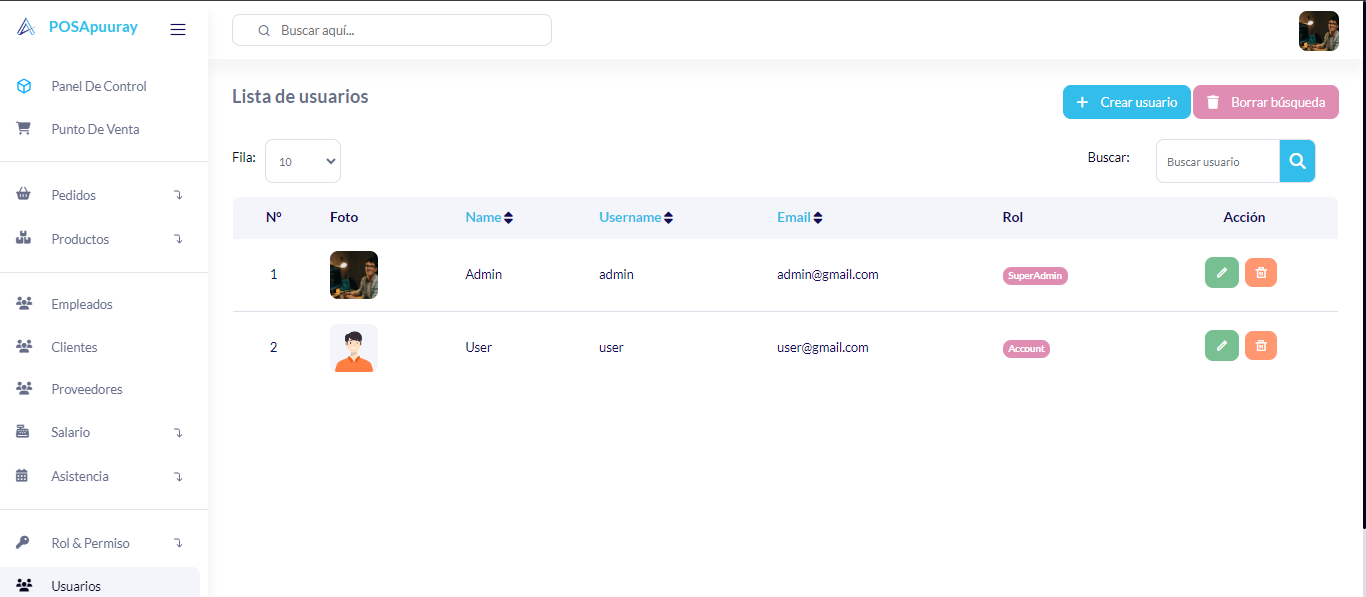 POSApuuray
Buscar aquí...
Panel De Control
Punto De Venta
Pedidos
Productos
Empleados
Clientes
Proveedores
Salario
Asistencia
Rol & Permiso
Usuarios
Lista de usuarios
Crear usuario
Borrar búsqueda
Fila:
10
Buscar:
Buscar usuario
Nº Foto Name Username Email Rol Acción
1 Admin admin admin@gmail.com SuperAdmin
2 User user user@gmail.com Account